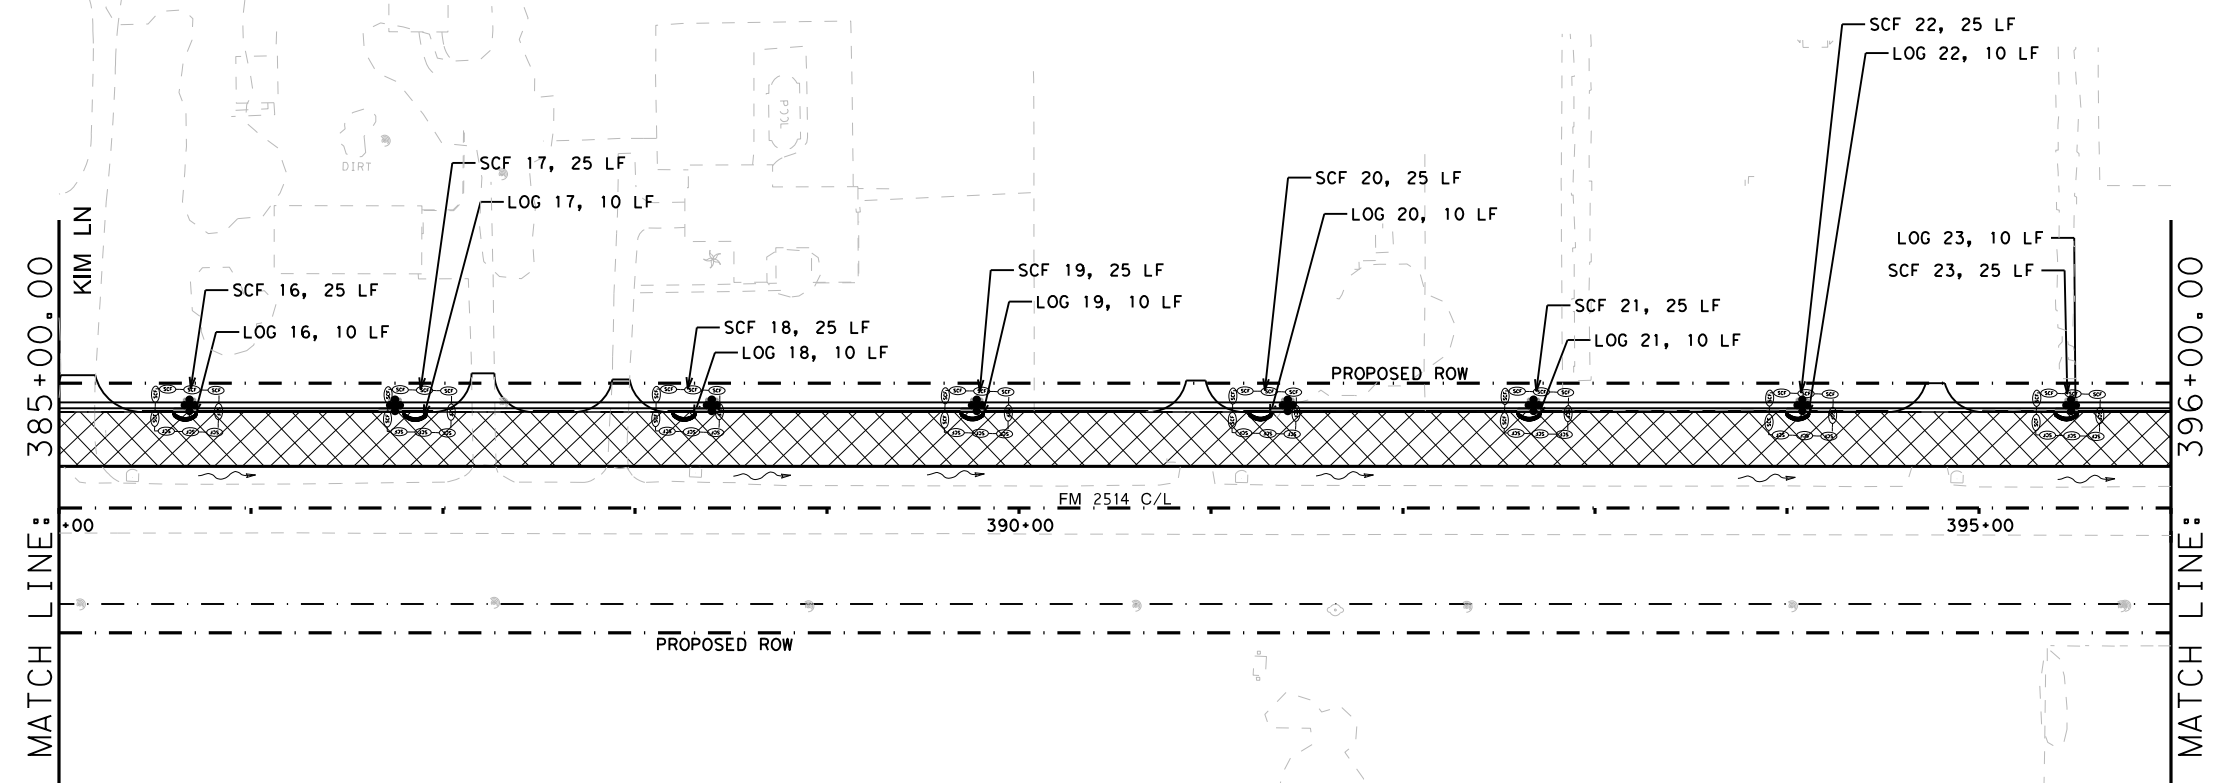 SCF 22, 25 LF
LOG 22, 10 LF
POOL
DIRT
SCF 17, 25 LF
LOG 17, 10 LF
SCF 20, 25 LF
LOG 20, 10 LF
KIM LN
LOG 23, 10 LF
SCF 23, 25 LF
SCF 19, 25 LF
LOG 19, 10 LF
SCF 16, 25 LF
LOG 16, 10 LF
SCF 21, 25 LF
LOG 21, 10 LF
SCF 18, 25 LF
LOG 18, 10 LF
PROPOSED ROW
MATCH LINE: 385+00.00
MATCH LINE: 396+00.00
FM 2514 C/L
+00
390+00
395+00
PROPOSED ROW